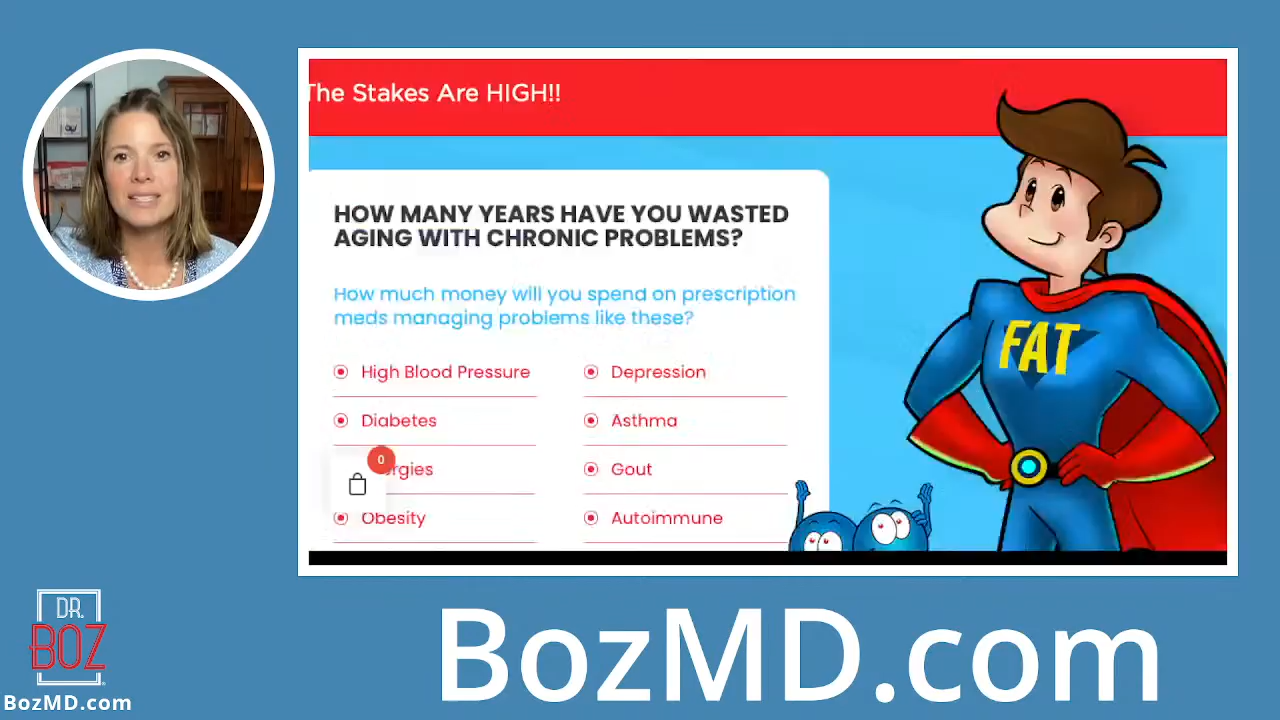 The Stakes Are HIGH!!
HOW MANY YEARS HAVE YOU WASTED
AGING WITH CHRONIC PROBLEMS?
How much money will you spend on prescription
meds managing problems like these?
High Blood Pressure
Depression
Diabetes
Asthma
0
rgies
Gout
Obesity
Autoimmune
FAT
DR.
BOZ
BozMD.com
BozMD.com